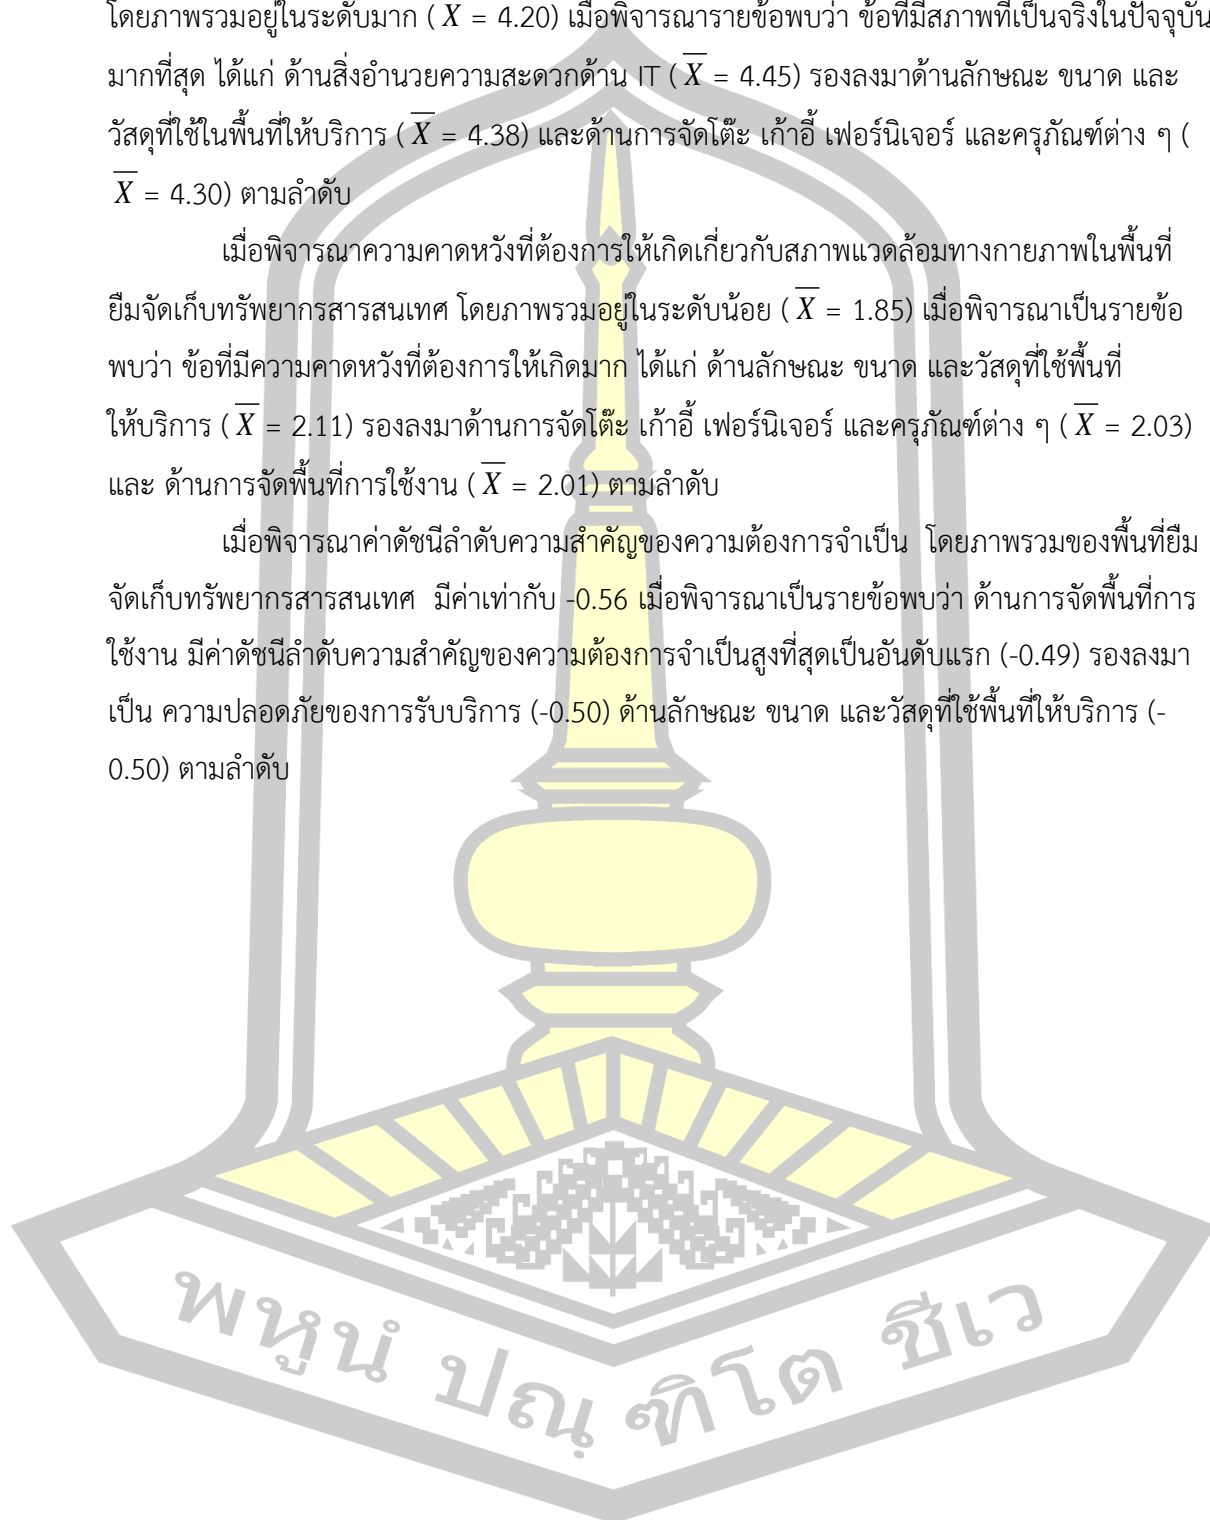 โดยภาพรวมอยู่ในระดับมาก ( X = 4.20) เมื่อพิจารณารายข้อพบว่า ข้อที่มีสภาพที่เป็นจริงในปัจจุบัน
มากที่สุด ได้แก่ ด้านสิ่งอำนวยความสะดวกด้าน IT ( X̅ = 4.45) รองลงมาด้านลักษณะ ขนาด และ
วัสดุที่ใช้ในพื้นที่ให้บริการ ( X̅ = 4.38) และด้านการจัดโต๊ะ เก้าอี้ เฟอร์นิเจอร์ และครุภัณฑ์ต่าง ๆ (
X̅ = 4.30) ตามลำดับ
เมื่อพิจารณาความคาดหวังที่ต้องการให้เกิดเกี่ยวกับสภาพแวดล้อมทางกายภาพในพื้นที่
ยืมจัดเก็บทรัพยากรสารสนเทศ โดยภาพรวมอยู่ในระดับน้อย ( X̅ = 1.85) เมื่อพิจารณาเป็นรายข้อ
พบว่า ข้อที่มีความคาดหวังที่ต้องการให้เกิดมาก ได้แก่ ด้านลักษณะ ขนาด และวัสดุที่ใช้พื้นที่
ให้บริการ ( X̅ = 2.11) รองลงมาด้านการจัดโต๊ะ เก้าอี้ เฟอร์นิเจอร์ และครุภัณฑ์ต่าง ๆ ( X̅ = 2.03)
และ ด้านการจัดพื้นที่การใช้งาน ( X̅ = 2.01) ตามลำดับ
เมื่อพิจารณาค่าดัชนีลำดับความสำคัญของความต้องการจำเป็น โดยภาพรวมของพื้นที่ยืม
จัดเก็บทรัพยากรสารสนเทศ มีค่าเท่ากับ -0.56 เมื่อพิจารณาเป็นรายข้อพบว่า ด้านการจัดพื้นที่การ
ใช้งาน มีค่าดัชนีลำดับความสำคัญของความต้องการจำเป็นสูงที่สุดเป็นอันดับแรก (-0.49) รองลงมา
เป็น ความปลอดภัยของการรับบริการ (-0.50) ด้านลักษณะ ขนาด และวัสดุที่ใช้พื้นที่ให้บริการ (-
0.50) ตามลำดับ
พหูนํ ปณฺฑิโต ชีเว